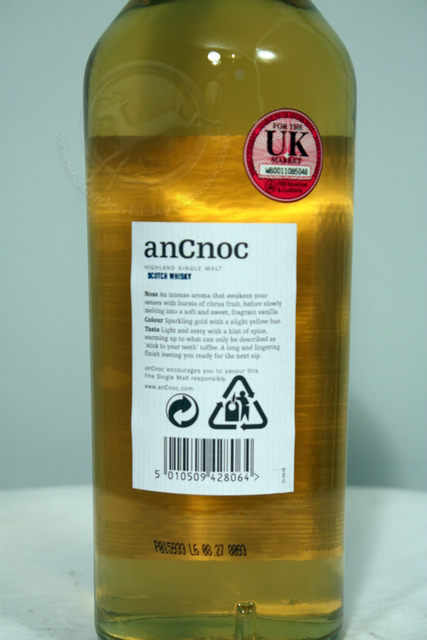 FOR THE
UK
MARKET
HM Revenue
& Customs
anCnoc
HIGHLAND SINGLE MALT
SCOTCH WHISKY
Nose An intense aroma that awakens your
senses with bursts of citrus fruit, before slowly
melting into a soft and sweet, fragrant vanilla.
Colour Sparkling gold with a slight yellow hue.
Taste Light and zesty with a hint of spice,
warming up to what can only be described as
'stick to your teeth' toffee. A long and lingering
finish leaving you ready for the next sip.
anCnoc encourages you to savour this
fine Single Malt responsibly.
www.anCnoc.com
5 010509 428064 >